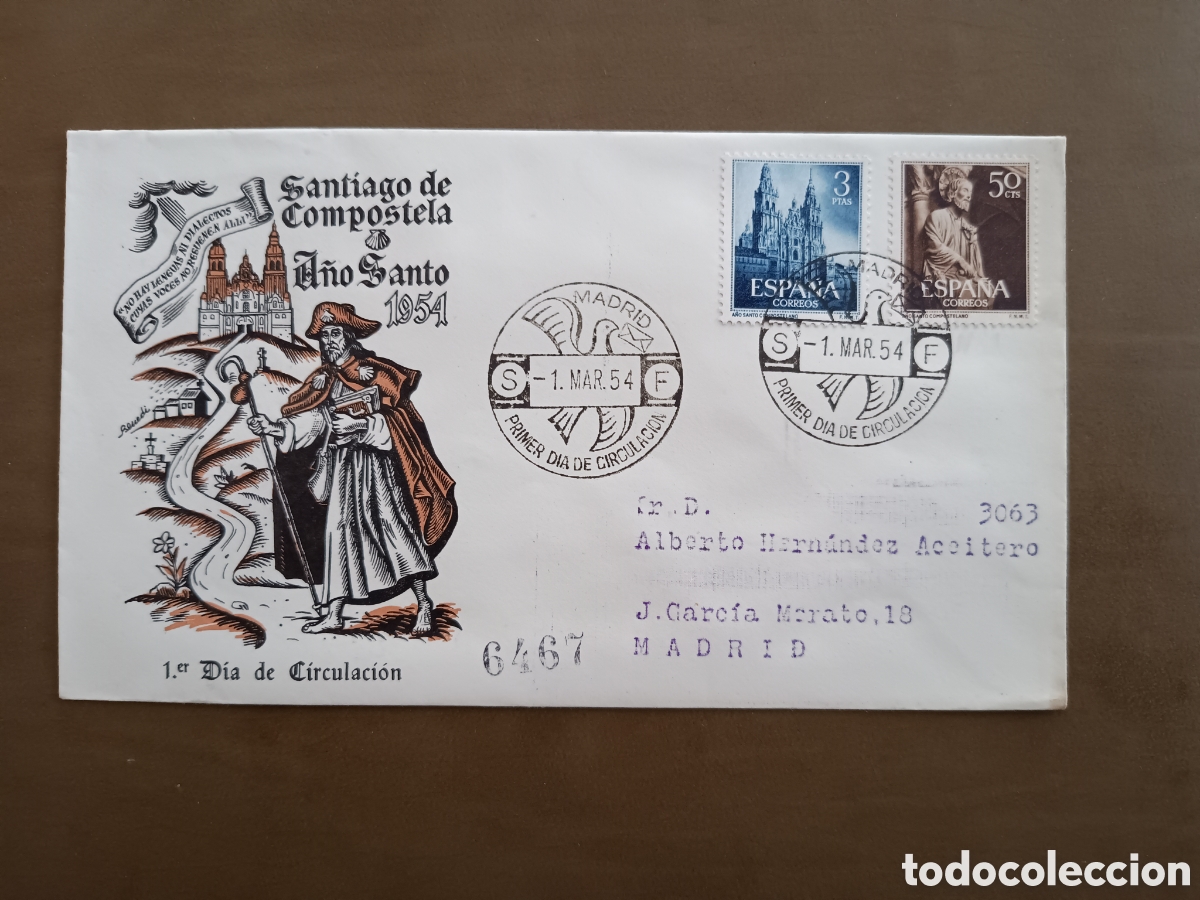 "NO HAY LENGUAS NI DIALECTOS
CUYAS VOCES NO RESUENEN ALLI"
Santiago de
Compostela
Año Santo
1954
1.er Día de Circulación
MADRID
S -1. MAR. 54 F
PRIMER DIA DE CIRCULACION
3
PTAS
ESPAÑA
CORREOS
AÑO SANTO
50
CTS
ESPAÑA
CORREOS
SANTO COMPOSTELANO
MADRID
S -1. MAR. 54 F
PRIMER DIA DE CIRCULACION
Sr.D. 3063
Alberto Hernández Aceitero
J.García Morato,18
MADRID
6467
todocoleccion